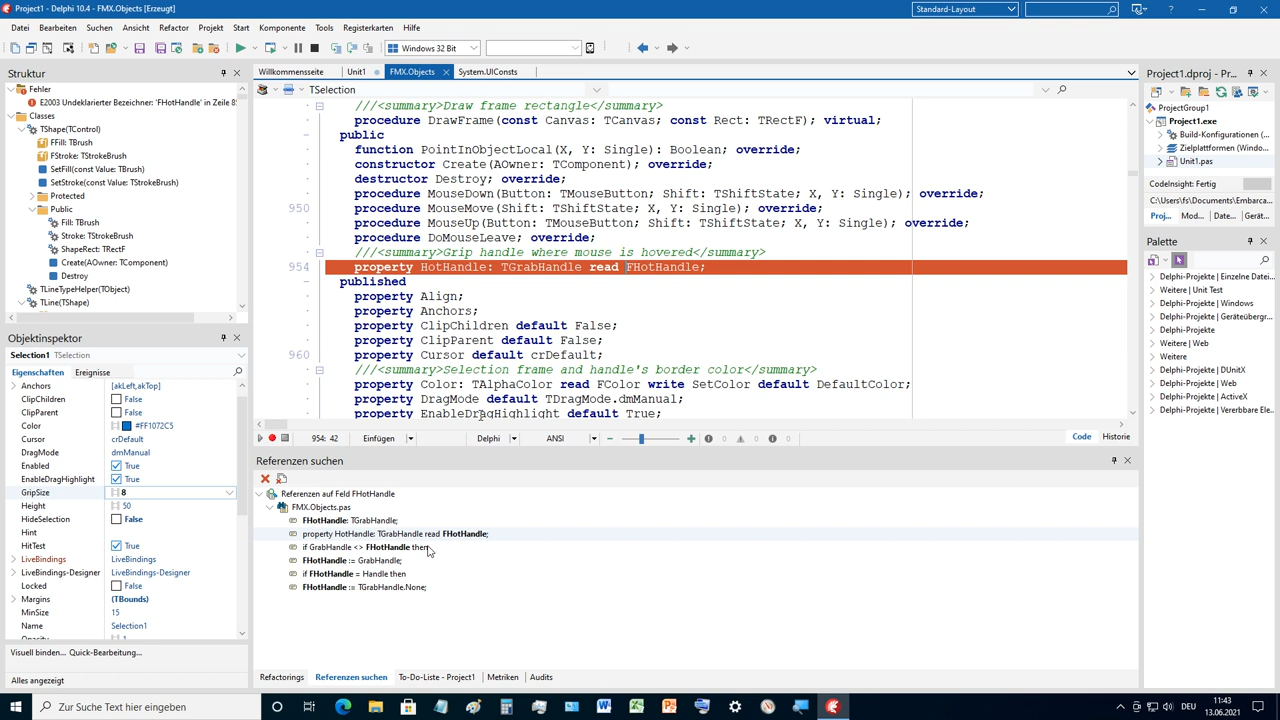 Project1 - Delphi 10.4 - FMX.Objects [Erzeugt]
Standard-Layout
Datei Bearbeiten Suchen Ansicht Refactor Projekt Start Komponente Tools Registerkarten Hilfe
Windows 32 Bit
Struktur
Fehler
E2003 Undeklarierter Bezeichner: 'FHotHandle' in Zeile 8
Classes
TShape(TControl)
FFill: TBrush
FStroke: TStrokeBrush
SetFill(const Value: TBrush)
SetStroke(const Value: TStrokeBrush)
Protected
Public
Fill: TBrush
Stroke: TStrokeBrush
ShapeRect: TRectF
Create(AOwner: TComponent)
Destroy
TLineTypeHelper(TObject)
TLine(TShape)
Objektinspektor
Selection1 TSelection
Eigenschaften Ereignisse
Anchors [akLeft,akTop]
ClipChildren False
ClipParent False
Color #FF1072C5
Cursor crDefault
DragMode dmManual
Enabled True
EnableDragHighlight True
GripSize 8
Height 50
HideSelection False
Hint
HitTest True
LiveBindings LiveBindings
LiveBindings-Designer LiveBindings-Designer
Locked False
Margins (TBounds)
MinSize 15
Name Selection1
Opacity 1
Visuell binden... Quick-Bearbeitung...
Alles angezeigt
Willkommensseite Unit1 FMX.Objects System.UIConsts
TSelection
///<summary>Draw frame rectangle</summary>
procedure DrawFrame(const Canvas: TCanvas; const Rect: TRectF); virtual;
public
function PointInObjectLocal(X, Y: Single): Boolean; override;
constructor Create(AOwner: TComponent); override;
destructor Destroy; override;
procedure MouseDown(Button: TMouseButton; Shift: TShiftState; X, Y: Single); override;
950 procedure MouseMove(Shift: TShiftState; X, Y: Single); override;
procedure MouseUp(Button: TMouseButton; Shift: TShiftState; X, Y: Single); override;
procedure DoMouseLeave; override;
///<summary>Grip handle where mouse is hovered</summary>
954 property HotHandle: TGrabHandle read FHotHandle;
published
property Align;
property Anchors;
property ClipChildren default False;
property ClipParent default False;
960 property Cursor default crDefault;
///<summary>Selection frame and handle's border color</summary>
property Color: TAlphaColor read FColor write SetColor default DefaultColor;
property DragMode default TDragMode.dmManual;
property EnableDragHighlight default True;
954: 42 Einfügen Delphi ANSI 0 0 0 Code Historie
Referenzen suchen
Referenzen auf Feld FHotHandle
FMX.Objects.pas
FHotHandle: TGrabHandle;
property HotHandle: TGrabHandle read FHotHandle;
if GrabHandle <> FHotHandle then
FHotHandle := GrabHandle;
if FHotHandle = Handle then
FHotHandle := TGrabHandle.None;
Refactorings Referenzen suchen To-Do-Liste - Project1 Metriken Audits
Project1.dproj - Pr...
ProjectGroup1
Project1.exe
Build-Konfigurationen (...
Zielplattformen (Windo...
Unit1.pas
CodeInsight: Fertig
C:\Users\fs\Documents\Embarca...
Proj... Mod... Date... Gerät...
Palette
Delphi-Projekte | Einzelne Datei...
Weitere | Unit Test
Delphi-Projekte | Windows
Delphi-Projekte | Geräteübergr...
Delphi-Projekte
Weitere | Web
Weitere
Delphi-Projekte | DUnitX
Delphi-Projekte | Web
Delphi-Projekte | ActiveX
Delphi-Projekte | Vererbbare Ele...
Zur Suche Text hier eingeben
DEU
11:43
13.06.2021